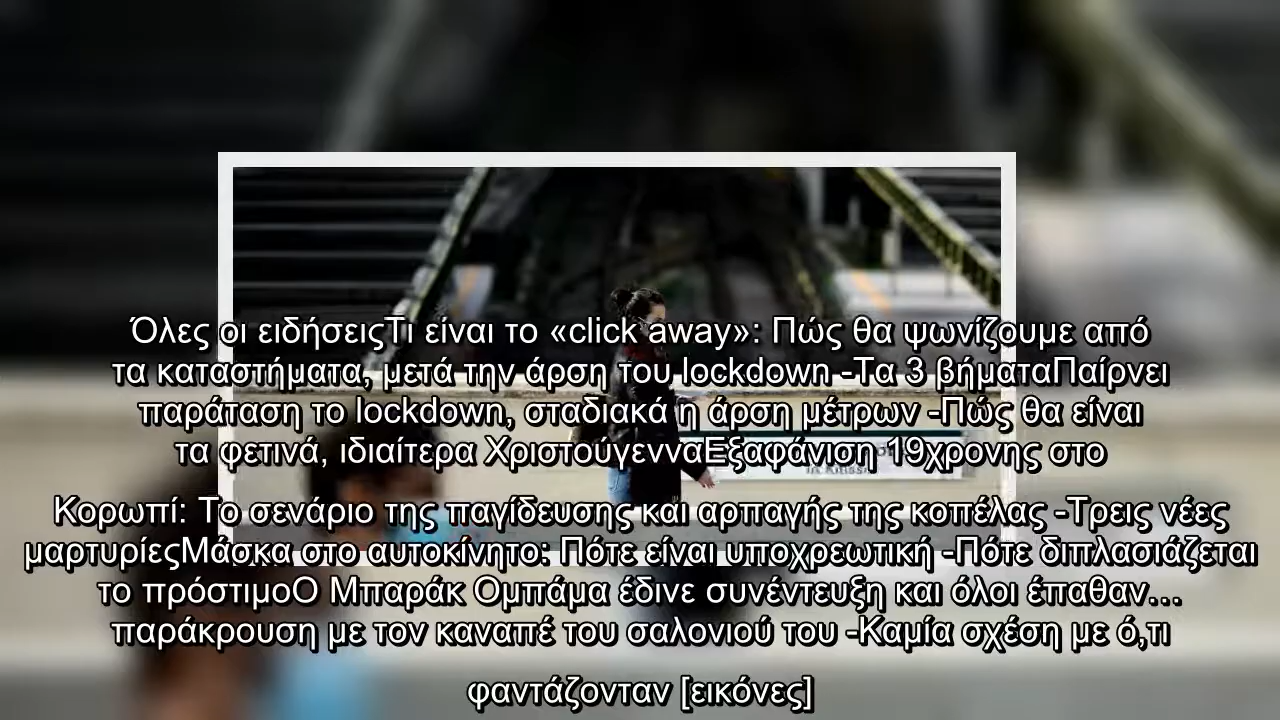 Όλες οι ειδήσειςΤι είναι το «click away»: Πώς θα ψωνίζουμε από
τα καταστήματα, μετά την άρση του lockdown -Τα 3 βήματαΠαίρνει
παράταση το lockdown, σταδιακά η άρση μέτρων -Πώς θα είναι
τα φετινά, ιδιαίτερα ΧριστούγενναΕξαφάνιση 19χρονης στο
Κορωπί: Το σενάριο της παγίδευσης και αρπαγής της κοπέλας -Τρεις νέες
μαρτυρίεςΜάσκα στο αυτοκίνητο: Πότε είναι υποχρεωτική -Πότε διπλασιάζεται
το πρόστιμοΟ Μπαράκ Ομπάμα έδινε συνέντευξη και όλοι έπαθαν...
παράκρουση με τον καναπέ του σαλονιού του -Καμία σχέση με ό,τι
φαντάζονταν [εικόνες]